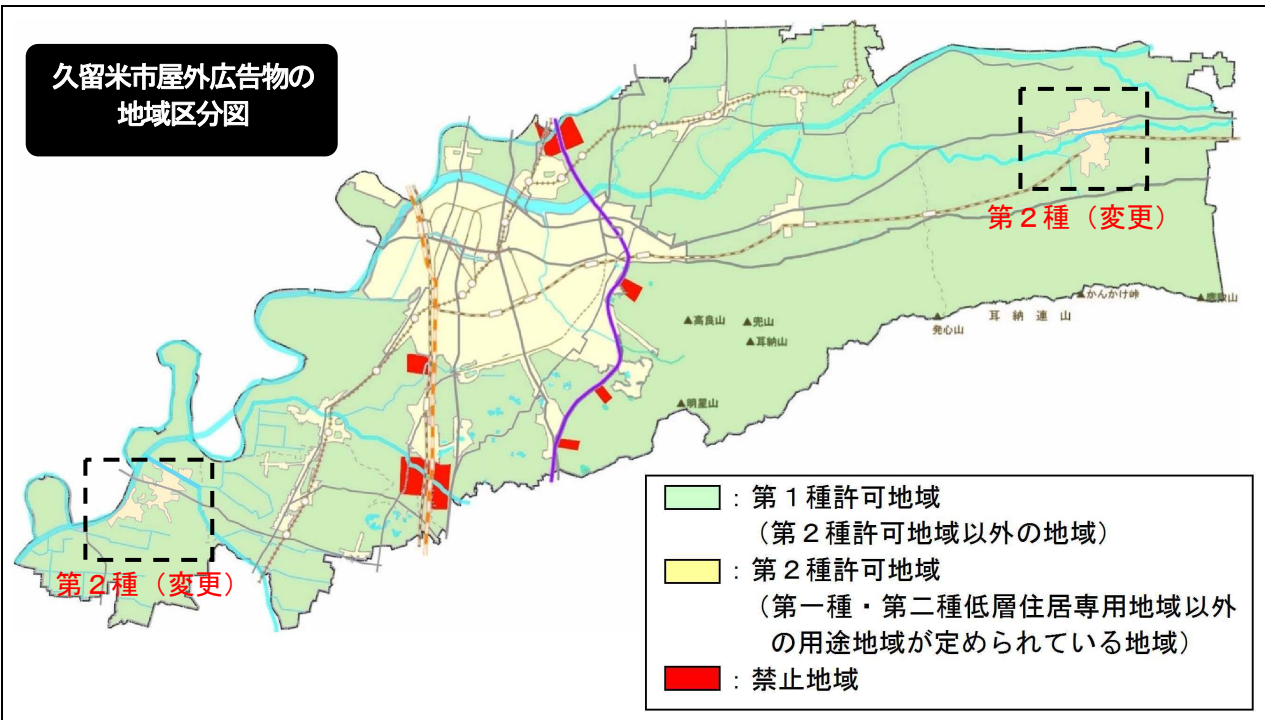 久留米市屋外広告物の
地域区分図
第２種（変更）
▲かんかけ峠
▲鷹取山
耳納連山
▲発心山
▲高良山
▲兜山
▲耳納山
▲明星山
第２種（変更）
：第１種許可地域
（第２種許可地域以外の地域）
：第２種許可地域
（第一種・第二種低層住居専用地域以外
の用途地域が定められている地域）
：禁止地域